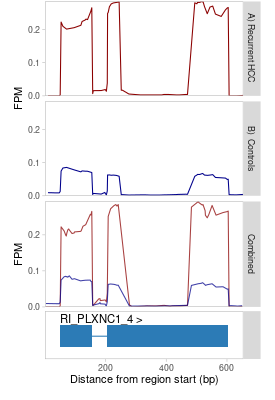 0.2
0.1
0.0
FPM
A) Recurrent HCC
0.2
0.1
0.0
B) Controls
0.2
0.1
0.0
FPM
Combined
RI_PLXNC1_4 >
200
400
600
Distance from region start (bp)